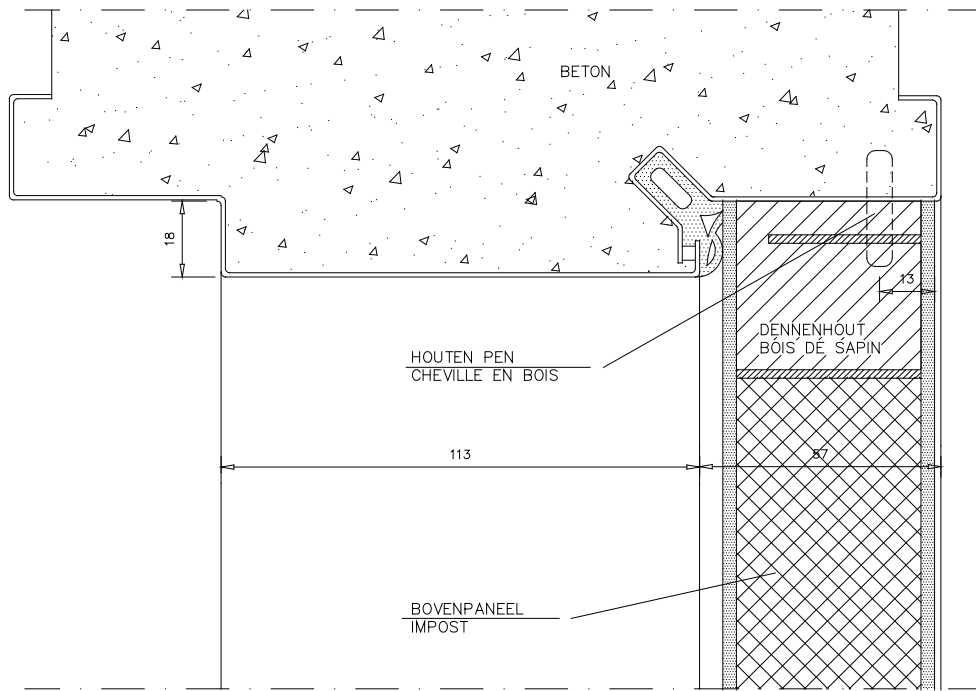 BETON
18
13
DENNENHOUT
BOIS DE SAPIN
HOUTEN PEN
CHEVILLE EN BOIS
113
57
BOVENPANEEL
IMPOST